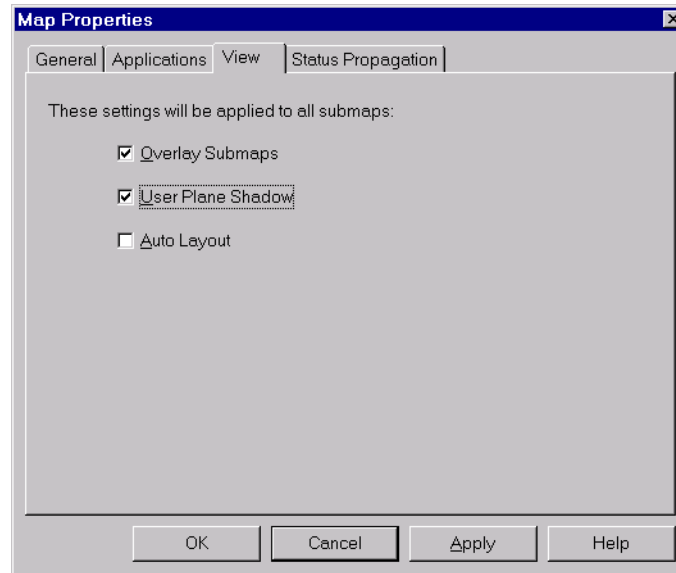 Map Properties
General Applications View Status Propagation
These settings will be applied to all submaps:
Overlay Submaps
User Plane Shadow
Auto Layout
OK Cancel Apply Help